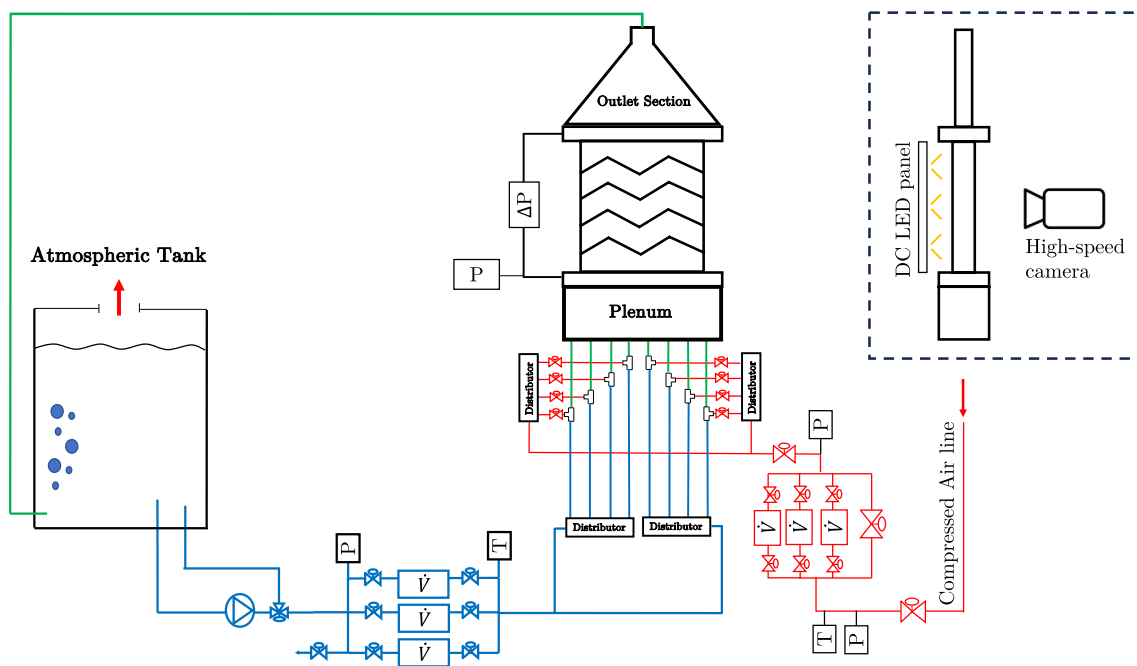 Outlet Section
ΔP
P
Plenum
Atmospheric Tank
DC LED panel
High-speed
camera
Distributor
Distributor
Distributor
Distributor
P
T
V̇
V̇
V̇
P
V̇
V̇
V̇
T
P
Compressed Air line